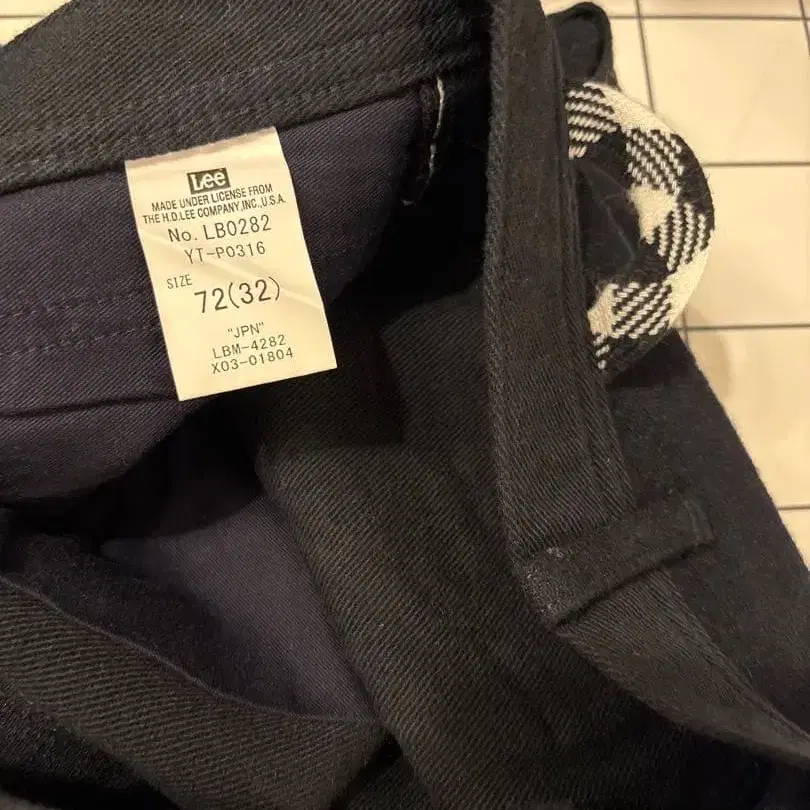 Lee
MADE UNDER LICENSE FROM
THE H.D.LEE COMPANY,INC.,U.S.A.
No. LB0282
YT-P0316
SIZE
72(32)
"JPN"
LBM-4282
X03-01804